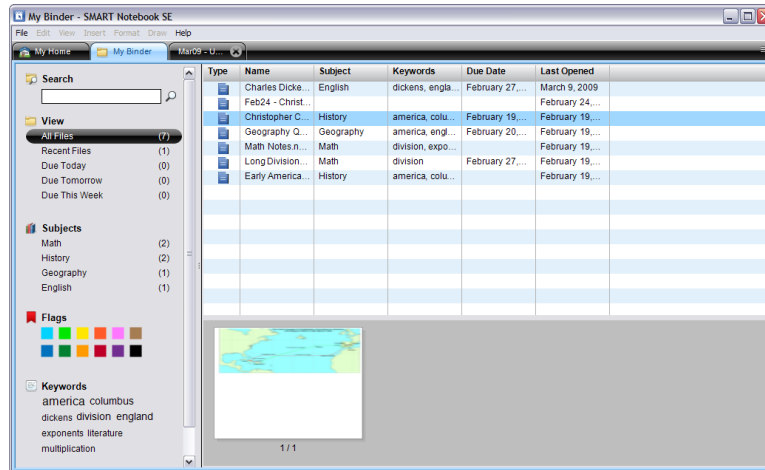 My Binder - SMART Notebook SE
File Edit View Insert Format Draw Help
My Home My Binder Mar09 - U...
Search
View
All Files (7)
Recent Files (1)
Due Today (0)
Due Tomorrow (0)
Due This Week (0)
Subjects
Math (2)
History (2)
Geography (1)
English (1)
Flags
Keywords
america columbus
dickens division england
exponents literature
multiplication
Type Name Subject Keywords Due Date Last Opened
Charles Dicke... English dickens, engla... February 27,... March 9, 2009
Feb24 - Christ... February 24,...
Christopher C... History america, colu... February 19,... February 19,...
Geography Q... Geography america, engl... February 20,... February 19,...
Math Notes.n... Math division, expo... February 19,...
Long Division... Math division February 27,... February 19,...
Early America... History america, colu... February 19,...
1 / 1